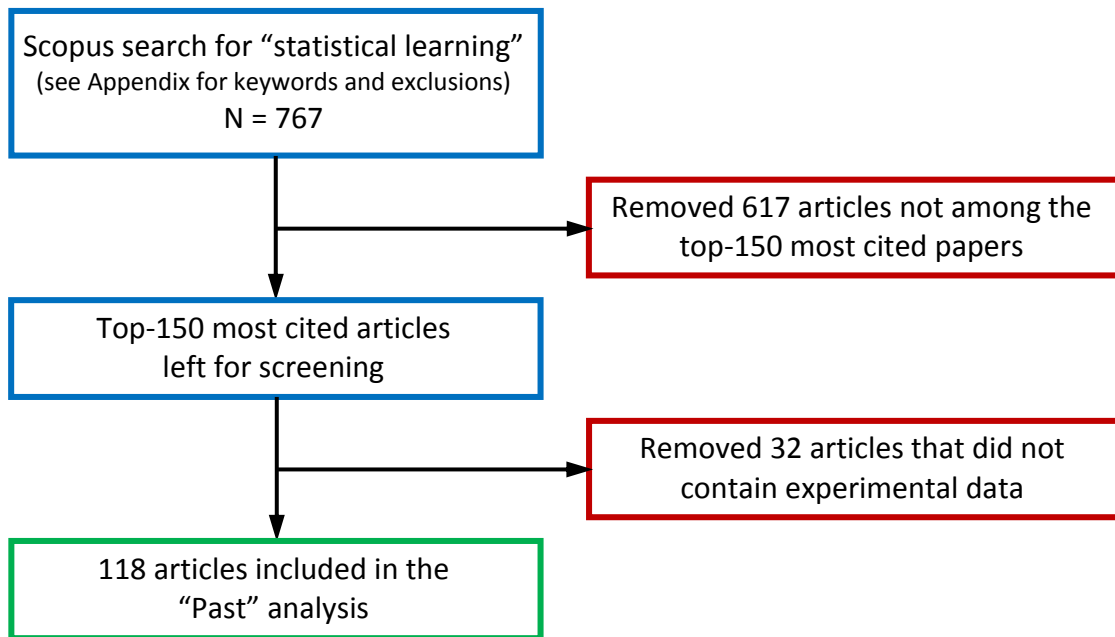 Scopus search for “statistical learning”
(see Appendix for keywords and exclusions)
N = 767
Removed 617 articles not among the
top-150 most cited papers
Top-150 most cited articles
left for screening
Removed 32 articles that did not
contain experimental data
118 articles included in the
“Past” analysis